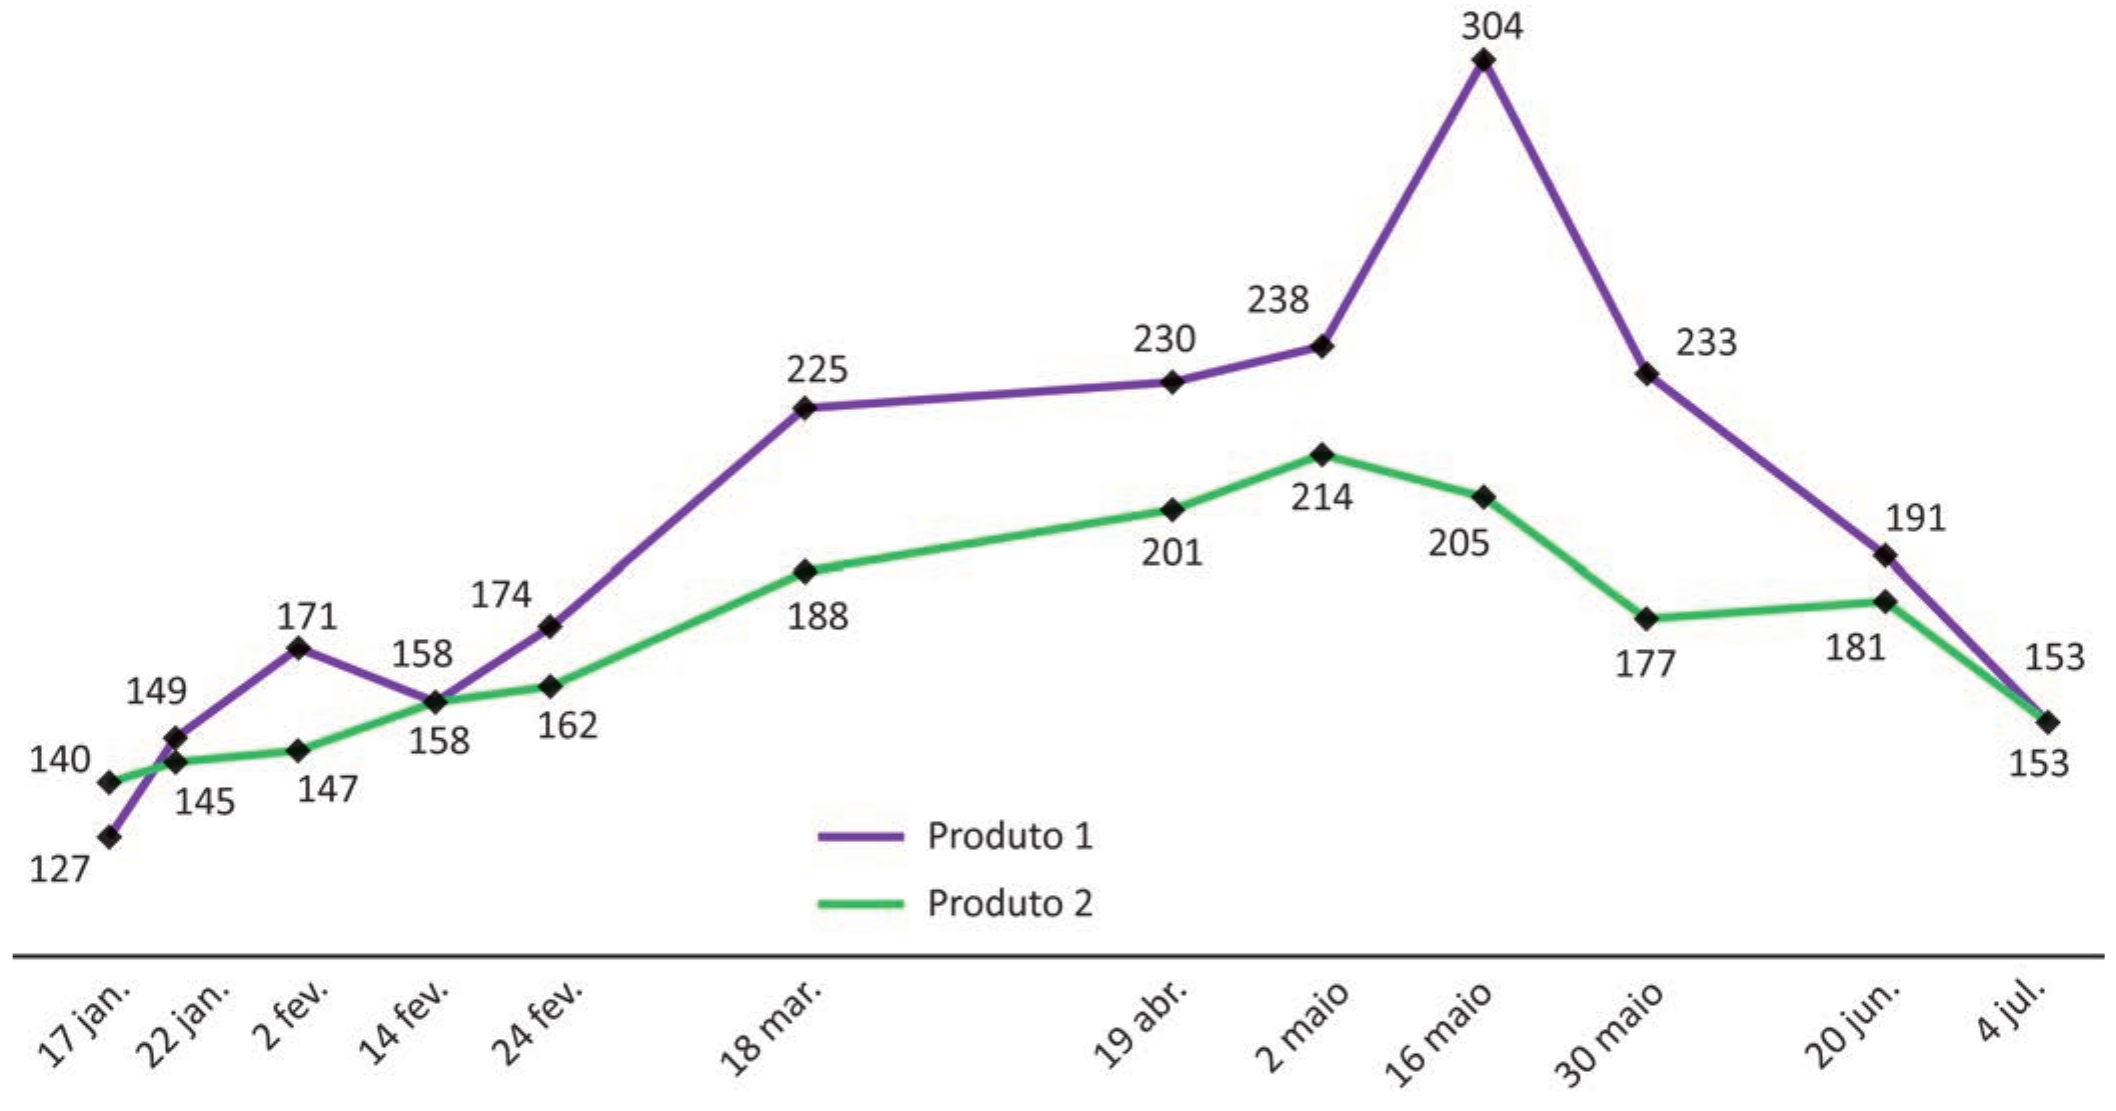 304
238
233
230
225
214
191
205
201
174
171
188
181
158
149
162
177
153
158
140
145
147
153
127
Produto 1
Produto 2
17 jan.
22 jan.
2 fev.
14 fev.
24 fev.
18 mar.
19 abr.
2 maio
16 maio
30 maio
20 jun.
4 jul.